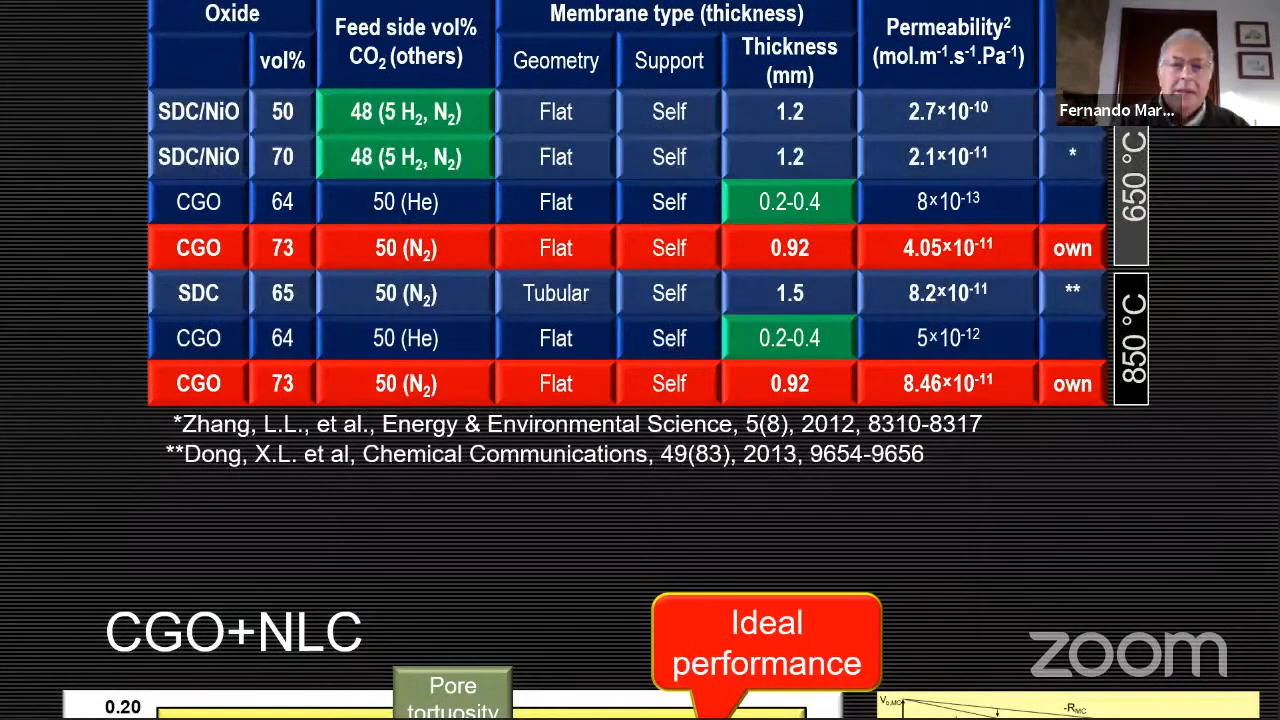 Oxide Feed side vol% CO₂ (others) Membrane type (thickness) Permeability² (mol.m⁻¹.s⁻¹.Pa⁻¹)
vol% Geometry Support Thickness (mm)
SDC/NiO 50 48 (5 H₂, N₂) Flat Self 1.2 2.7×10⁻¹⁰
SDC/NiO 70 48 (5 H₂, N₂) Flat Self 1.2 2.1×10⁻¹¹ *
CGO 64 50 (He) Flat Self 0.2-0.4 8×10⁻¹³
CGO 73 50 (N₂) Flat Self 0.92 4.05×10⁻¹¹ own
SDC 65 50 (N₂) Tubular Self 1.5 8.2×10⁻¹¹ **
CGO 64 50 (He) Flat Self 0.2-0.4 5×10⁻¹²
CGO 73 50 (N₂) Flat Self 0.92 8.46×10⁻¹¹ own
650 °C
850 °C
Fernando Mar...
*Zhang, L.L., et al., Energy & Environmental Science, 5(8), 2012, 8310-8317
**Dong, X.L. et al, Chemical Communications, 49(83), 2013, 9654-9656
CGO+NLC
Ideal
performance
zoom
Pore
tortuosity
0.20
V₀,MC
-R_MC